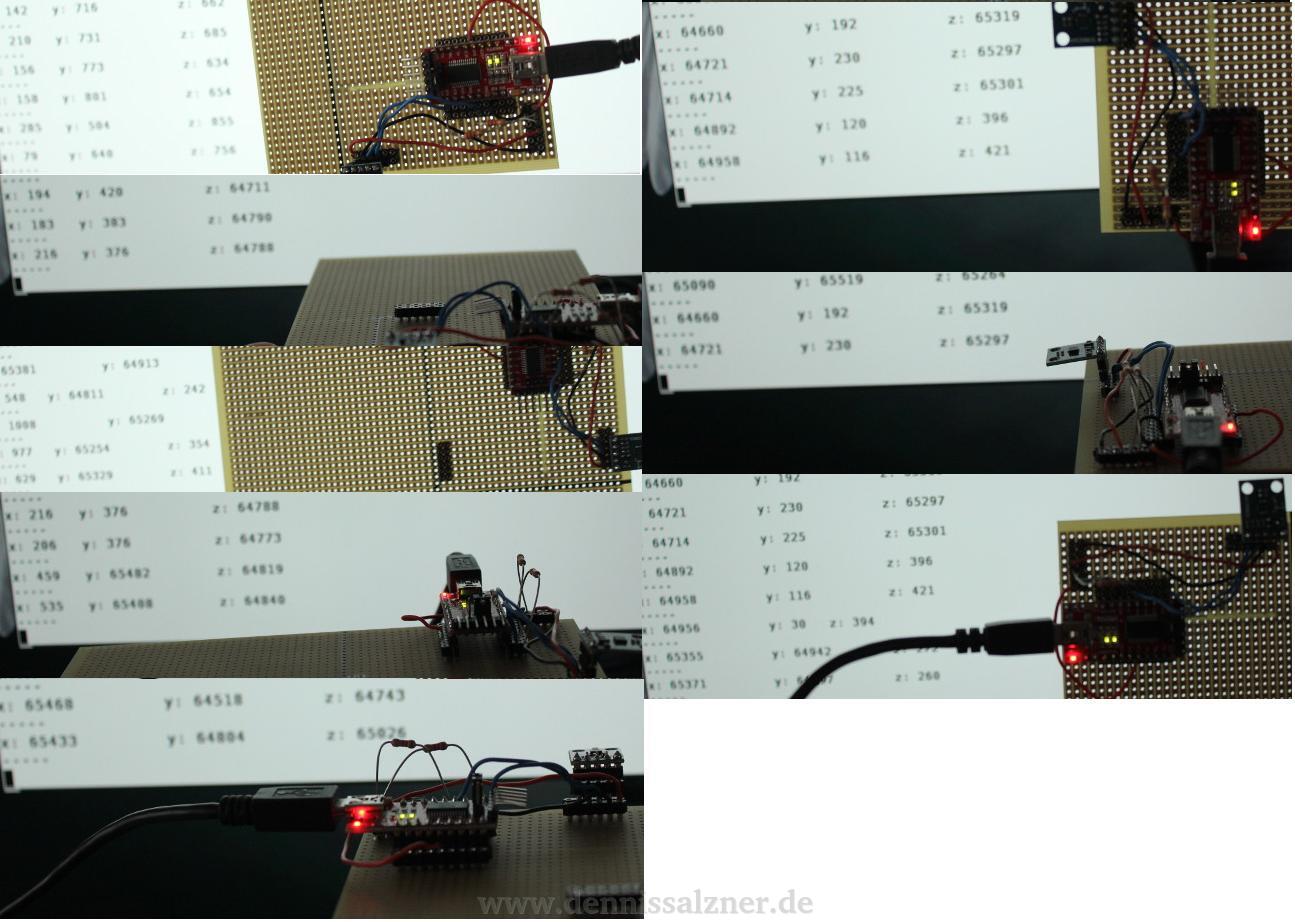 142 y: 716 z: 662
210 y: 731 z: 685
156 y: 773 z: 634
158 y: 801 z: 654
x: 285 y: 504 z: 855
x: 79 y: 640 z: 756
x: 194 y: 420 z: 64711
-----
x: 183 y: 383 z: 64790
-----
x: 216 y: 376 z: 64788
-----
65381 y: 64913
548 y: 64811 z: 242
1008 y: 65269
977 y: 65254 z: 354
: 629 y: 65329 z: 411
x: 216 y: 376 z: 64788
-----
x: 206 y: 376 z: 64773
-----
x: 459 y: 65482 z: 64819
-----
x: 535 y: 65408 z: 64840
-----
x: 65468 y: 64518 z: 64743
-----
x: 65433 y: 64804 z: 65026
-----
x: 64660 y: 192 z: 65319
-----
x: 64721 y: 230 z: 65297
-----
x: 64714 y: 225 z: 65301
-----
x: 64892 y: 120 z: 396
-----
x: 64958 y: 116 z: 421
-----
x: 65090 y: 65519 z: 65264
-----
x: 64660 y: 192 z: 65319
-----
x: 64721 y: 230 z: 65297
-----
64660 y: 192
-----
64721 y: 230 z: 65297
-----
64714 y: 225 z: 65301
-----
: 64892 y: 120 z: 396
-----
: 64958 y: 116 z: 421
-----
x: 64956 y: 30 z: 394
-----
x: 65355 y: 64942
-----
x: 65371 z: 260
www.dennissalzner.de